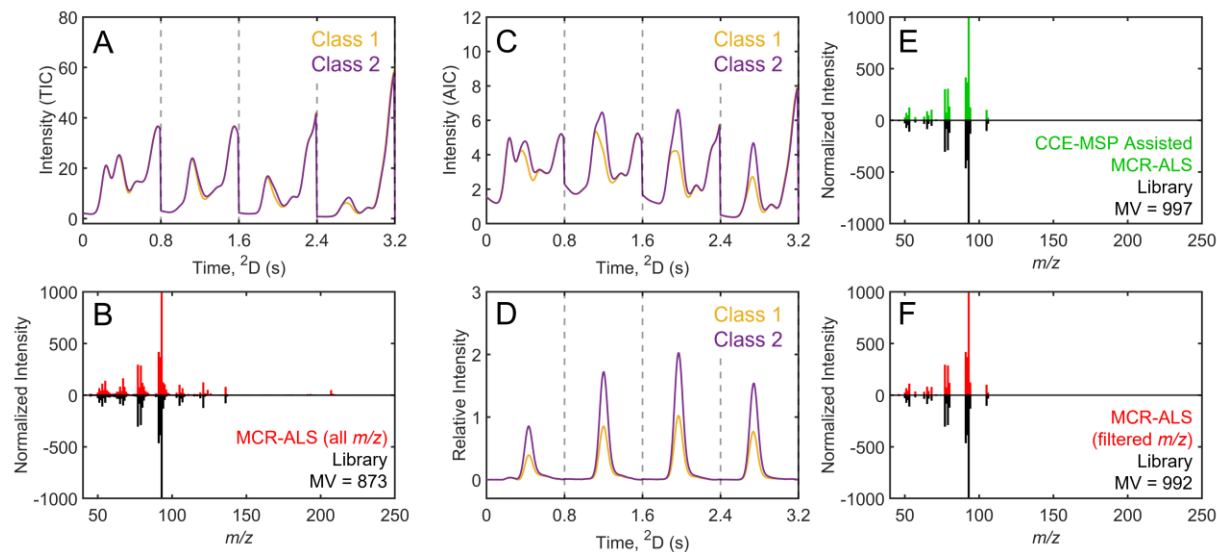 A
Class 1
Class 2
Intensity (TIC)
80
60
40
20
0
0 0.8 1.6 2.4 3.2
Time, ²D (s)
C
Class 1
Class 2
Intensity (AIC)
12
10
8
6
4
2
0
0 0.8 1.6 2.4 3.2
Time, ²D (s)
E
Normalized Intensity
1000
500
0
-500
-1000
CCE-MSP Assisted
MCR-ALS
Library
MV = 997
50 100 150 200 250
m/z
B
Normalized Intensity
1000
500
0
-500
-1000
MCR-ALS (all m/z)
Library
MV = 873
50 100 150 200 250
m/z
D
Class 1
Class 2
Relative Intensity
3
2
1
0
0 0.8 1.6 2.4 3.2
Time, ²D (s)
F
Normalized Intensity
1000
500
0
-500
-1000
MCR-ALS
(filtered m/z)
Library
MV = 992
50 100 150 200 250
m/z